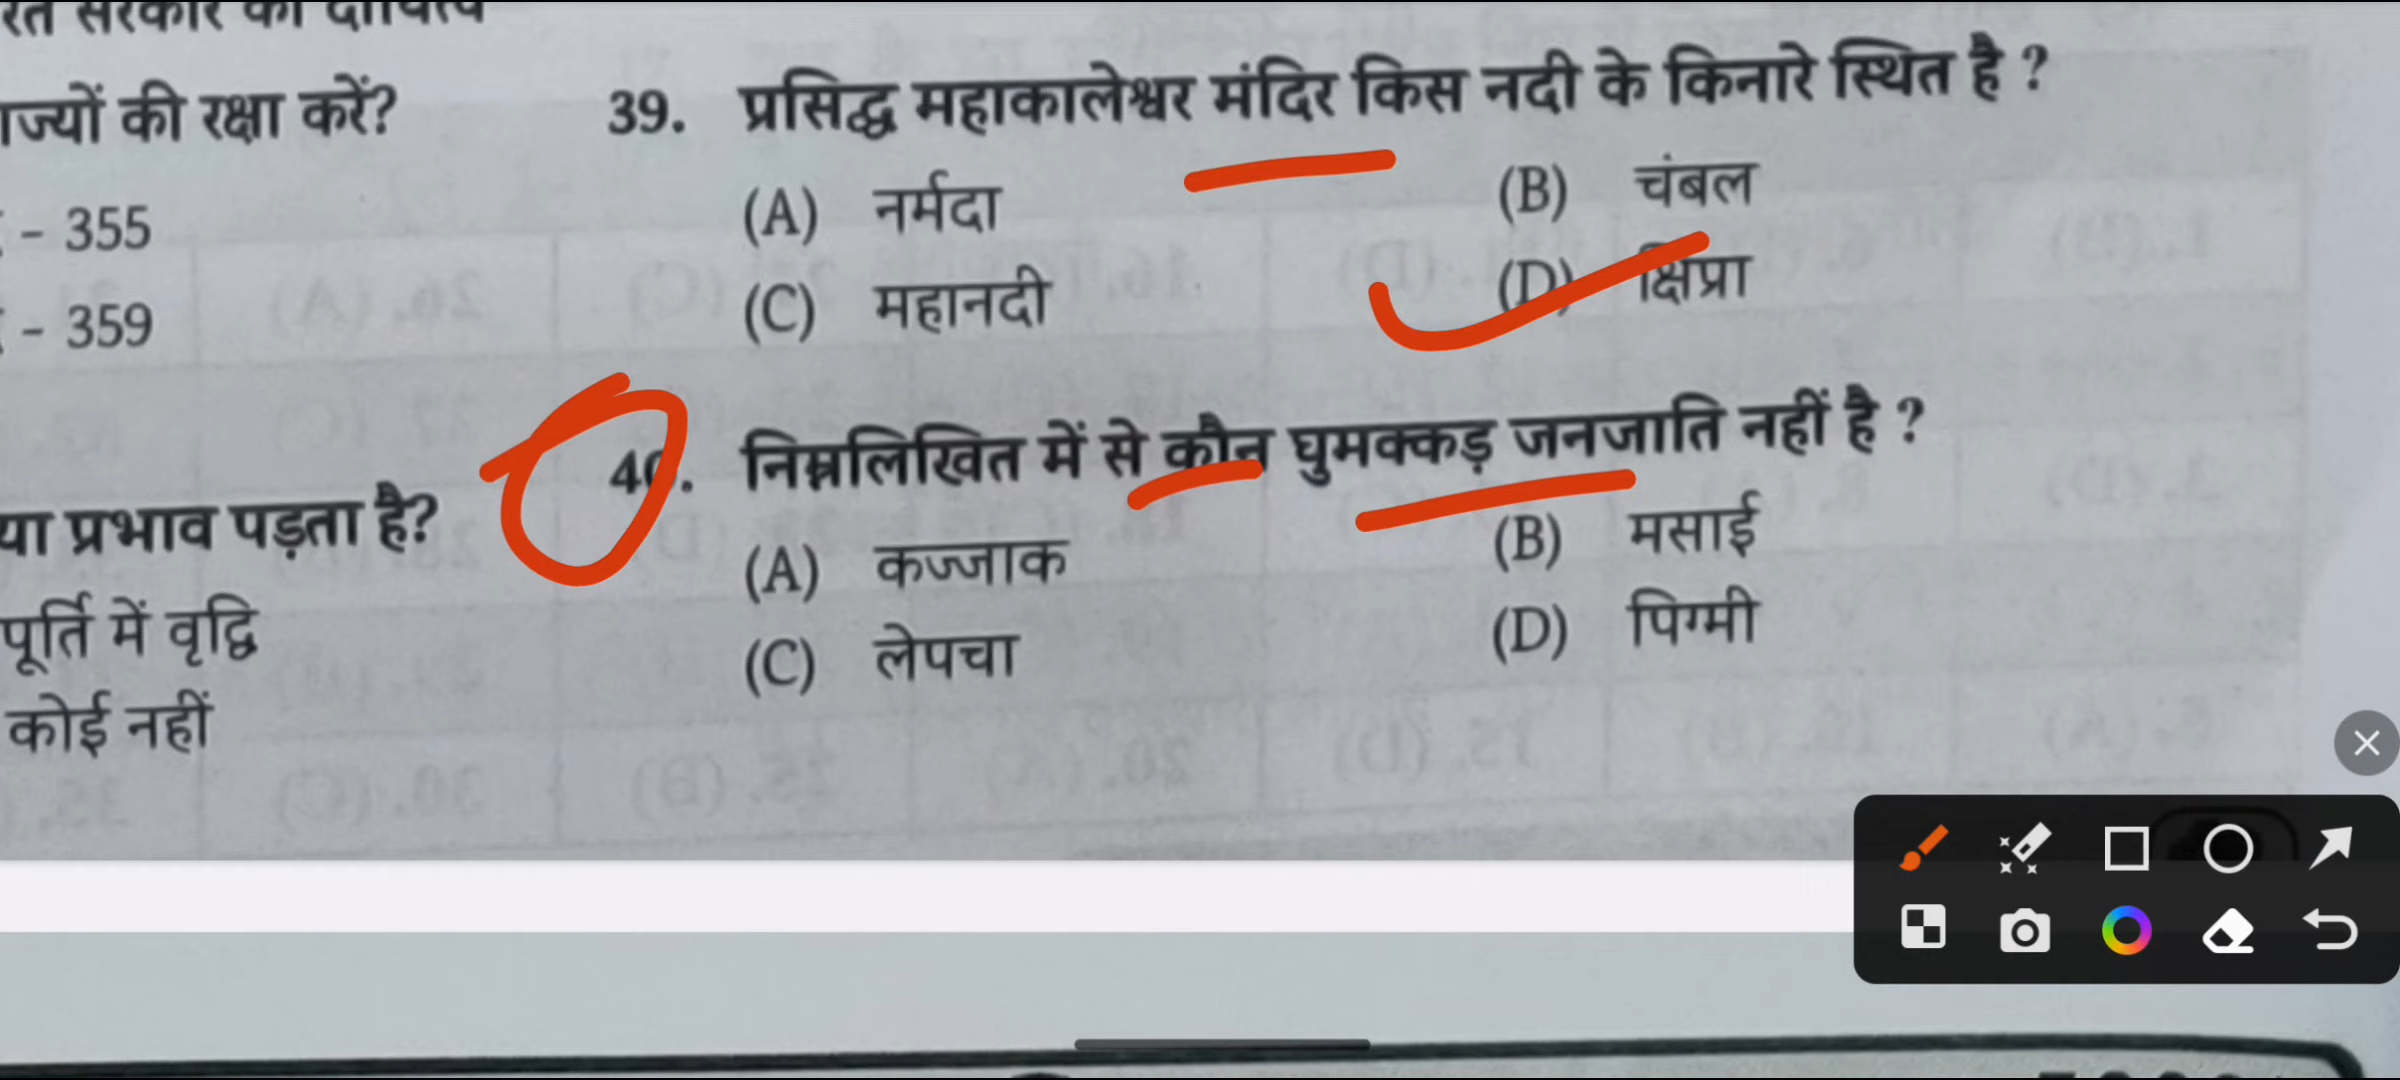 सरकार का दायित्व
की रक्षा करें?
- 355
- 359
प्रभाव पड़ता है?
पूर्ति में वृद्धि
कोई नहीं
39. प्रसिद्ध महाकालेश्वर मंदिर किस नदी के किनारे स्थित है ?
(A) नर्मदा (B) चंबल
(C) महानदी (D) क्षिप्रा
40. निम्नलिखित में से कौन घुमक्कड़ जनजाति नहीं है ?
(A) कज्जाक (B) मसाई
(C) लेपचा (D) पिग्मी